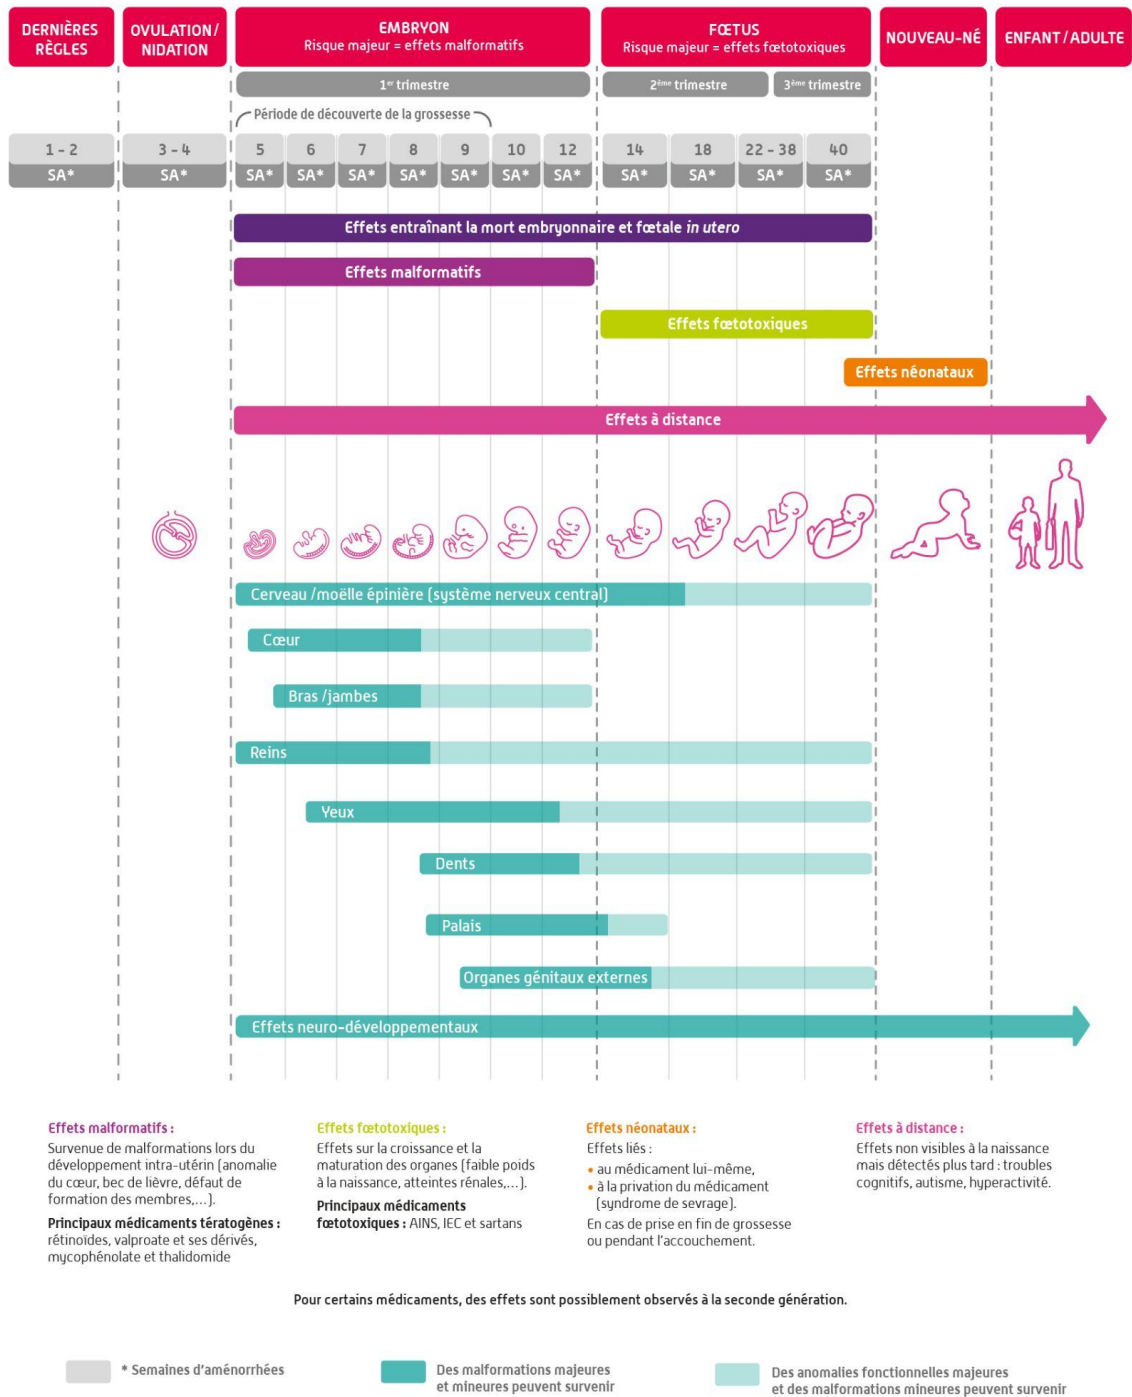 DERNIÈRES
RÈGLES
OVULATION/
NIDATION
EMBRYON
Risque majeur = effets malformatifs
FŒTUS
Risque majeur = effets fœtotoxiques
NOUVEAU-NÉ
ENFANT/ADULTE
1er trimestre
2ème trimestre
3ème trimestre
Période de découverte de la grossesse
1 - 2
3 - 4
5
6
7
8
9
10
12
14
18
22 - 38
40
SA*
SA*
SA*
SA*
SA*
SA*
SA*
SA*
SA*
SA*
SA*
SA*
SA*
Effets entraînant la mort embryonnaire et fœtale in utero
Effets malformatifs
Effets fœtotoxiques
Effets néonataux
Effets à distance
Cerveau /moëlle épinière (système nerveux central)
Cœur
Bras /jambes
Reins
Yeux
Dents
Palais
Organes génitaux externes
Effets neuro-développementaux
Effets malformatifs :
Survenue de malformations lors du
développement intra-utérin (anomalie
du cœur, bec de lièvre, défaut de
formation des membres,...).
Principaux médicaments tératogènes :
rétinoïdes, valproate et ses dérivés,
mycophénolate et thalidomide
Effets fœtotoxiques :
Effets sur la croissance et la
maturation des organes (faible poids
à la naissance, atteintes rénales,...).
Principaux médicaments
fœtotoxiques : AINS, IEC et sartans
Effets néonataux :
Effets liés :
• au médicament lui-même,
• à la privation du médicament
(syndrome de sevrage).
En cas de prise en fin de grossesse
ou pendant l'accouchement.
Effets à distance :
Effets non visibles à la naissance
mais détectés plus tard : troubles
cognitifs, autisme, hyperactivité.
Pour certains médicaments, des effets sont possiblement observés à la seconde génération.
* Semaines d'aménorrhées
Des malformations majeures
et mineures peuvent survenir
Des anomalies fonctionnelles majeures
et des malformations mineures peuvent survenir